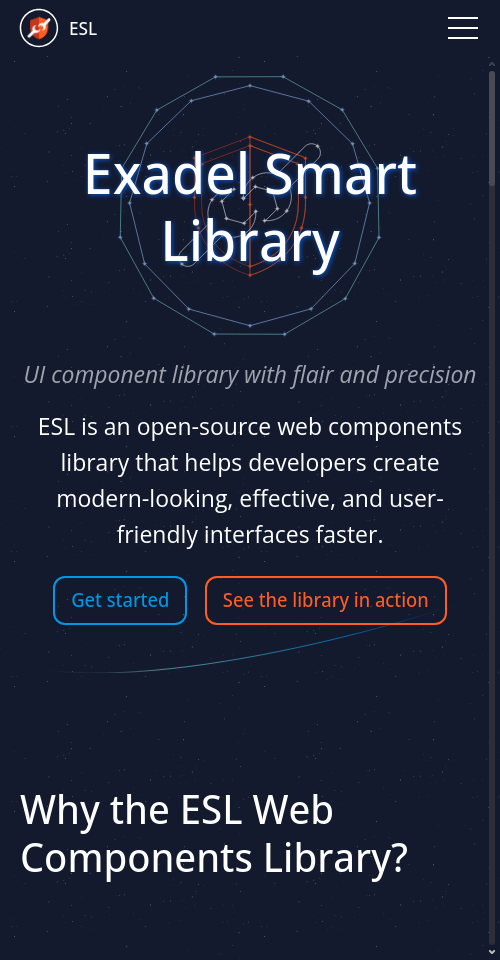 ESL
Exadel Smart
Library
UI component library with flair and precision
ESL is an open-source web components
library that helps developers create
modern-looking, effective, and user-
friendly interfaces faster.
Get started
See the library in action
Why the ESL Web
Components Library?